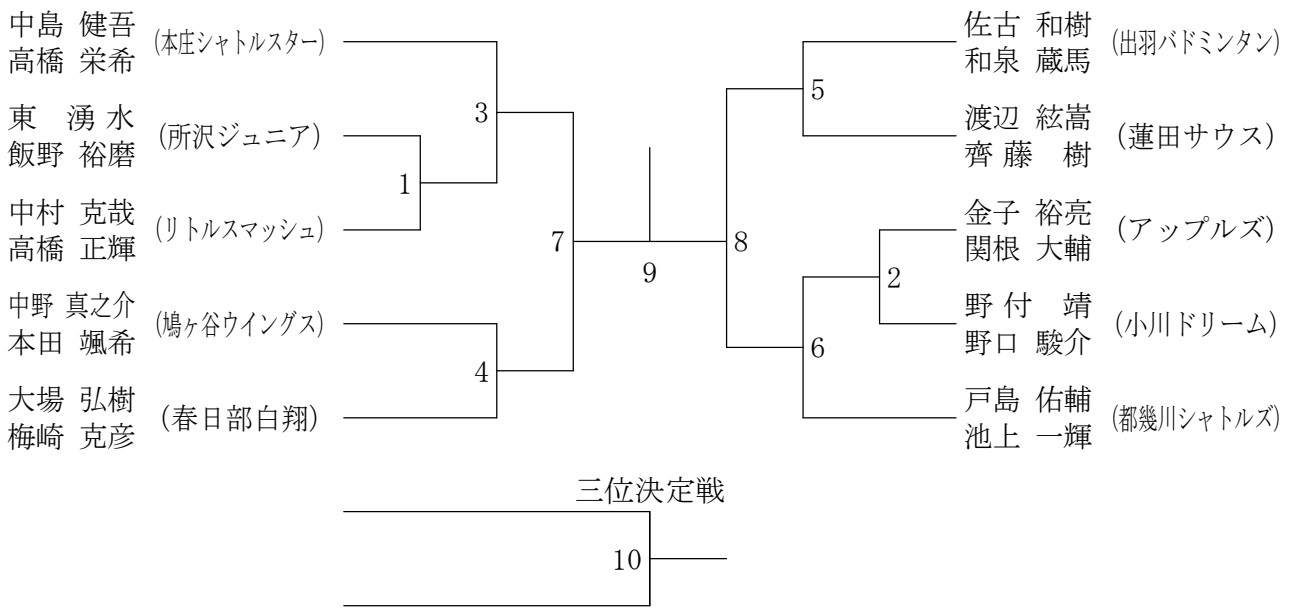 中島 健吾
高橋 栄希
(本庄シャトルスター)
東 湧水
飯野 裕磨
(所沢ジュニア)
中村 克哉
高橋 正輝
(リトルスマッシュ)
中野 真之介
本田 颯希
(鳩ヶ谷ウイングス)
大場 弘樹
梅崎 克彦
(春日部白翔)
3
1
7
4
9
8
5
2
6
佐古 和樹
和泉 蔵馬
(出羽バドミンタン)
渡辺 絃嵩
齊藤 樹
(蓮田サウス)
金子 裕亮
関根 大輔
(アップルズ)
野付 靖
野口 駿介
(小川ドリーム)
戸島 佑輔
池上 一輝
(都幾川シャトルズ)
三位決定戦
10